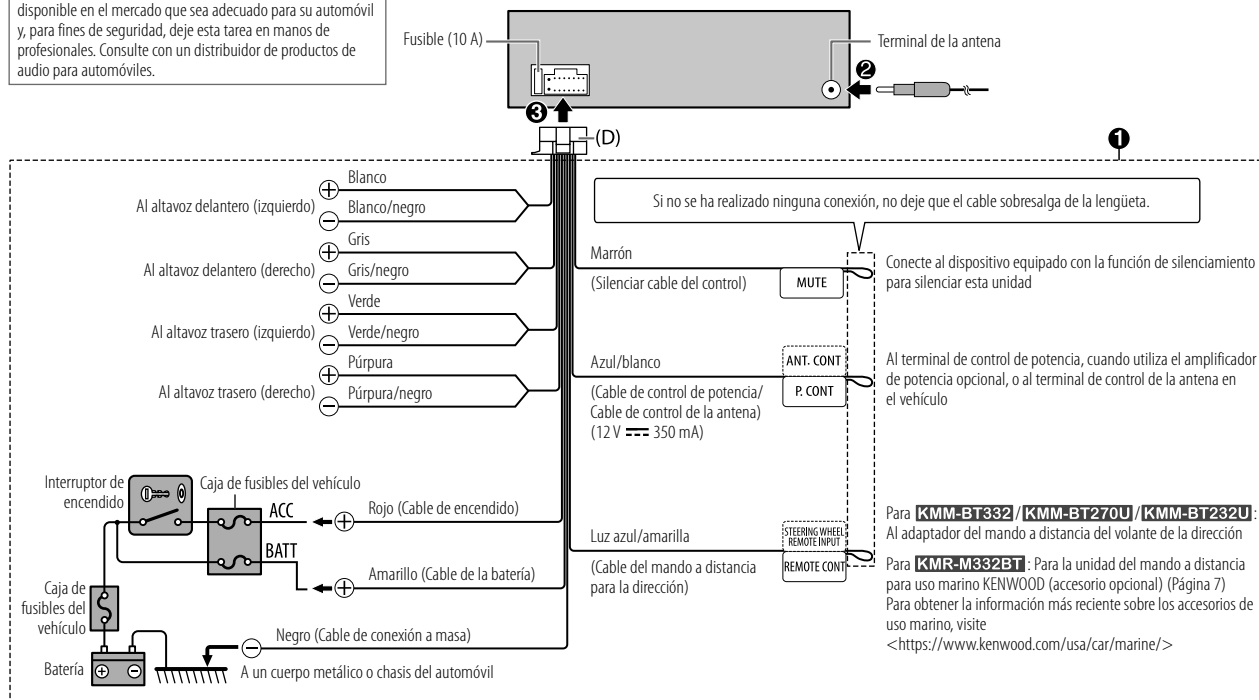 disponible en el mercado que sea adecuado para su automóvil
y, para fines de seguridad, deje esta tarea en manos de
profesionales. Consulte con un distribuidor de productos de
audio para automóviles.
Fusible (10 A)
Terminal de la antena
❷
❸
(D)
❶
Al altavoz delantero (izquierdo)
Blanco
Blanco/negro
Al altavoz delantero (derecho)
Gris
Gris/negro
Al altavoz trasero (izquierdo)
Verde
Verde/negro
Al altavoz trasero (derecho)
Púrpura
Púrpura/negro
Si no se ha realizado ninguna conexión, no deje que el cable sobresalga de la lengüeta.
Marrón
(Silenciar cable del control)
MUTE
Conecte al dispositivo equipado con la función de silenciamiento
para silenciar esta unidad
Azul/blanco
(Cable de control de potencia/
Cable de control de la antena)
(12 V ⎓ 350 mA)
ANT. CONT
P. CONT
Al terminal de control de potencia, cuando utiliza el amplificador
de potencia opcional, o al terminal de control de la antena en
el vehículo
Interruptor de
encendido
Caja de fusibles del vehículo
ACC
Rojo (Cable de encendido)
BATT
Amarillo (Cable de la batería)
Caja de
fusibles del
vehículo
Negro (Cable de conexión a masa)
Batería
A un cuerpo metálico o chasis del automóvil
Luz azul/amarilla
(Cable del mando a distancia
para la dirección)
STEERING WHEEL
REMOTE INPUT
REMOTE CONT
Para KMM-BT332 / KMM-BT270U / KMM-BT232U :
Al adaptador del mando a distancia del volante de la dirección
Para KMR-M332BT : Para la unidad del mando a distancia
para uso marino KENWOOD (accesorio opcional) (Página 7)
Para obtener la información más reciente sobre los accesorios de
uso marino, visite
<https://www.kenwood.com/usa/car/marine/>